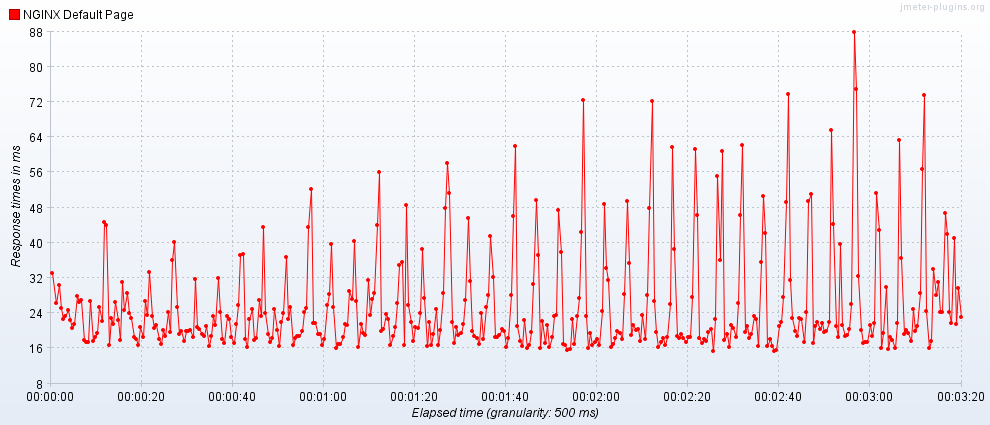 jmeter-plugins.org
NGINX Default Page
88
80
72
64
56
48
40
32
24
16
8
Response times in ms
00:00:00 00:00:20 00:00:40 00:01:00 00:01:20 00:01:40 00:02:00 00:02:20 00:02:40 00:03:00 00:03:20
Elapsed time (granularity: 500 ms)